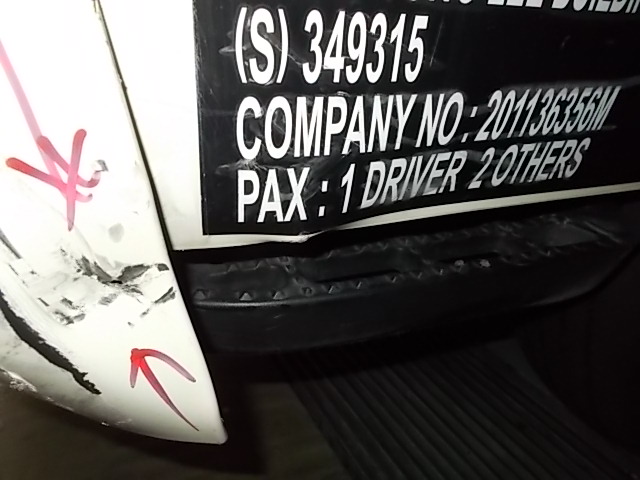 (S) 349315
COMPANY NO : 201136356M
PAX : 1 DRIVER 2 OTHERS